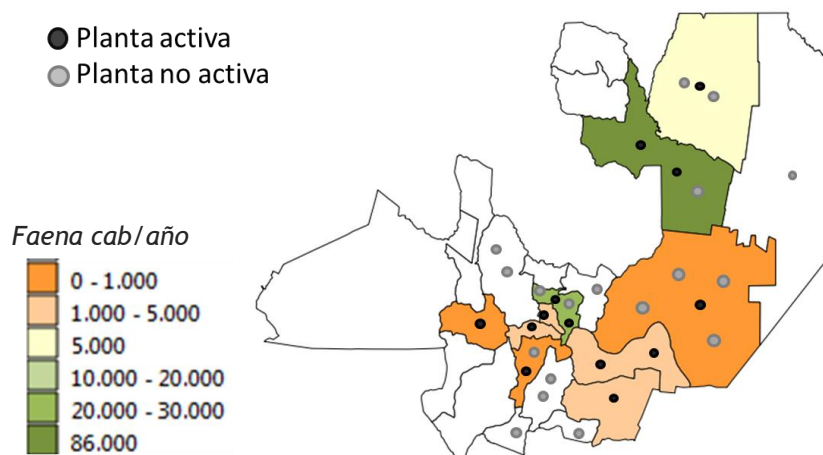 Planta activa
Planta no activa
Faena cab/año
0 - 1.000
1.000 - 5.000
5.000
10.000 - 20.000
20.000 - 30.000
86.000